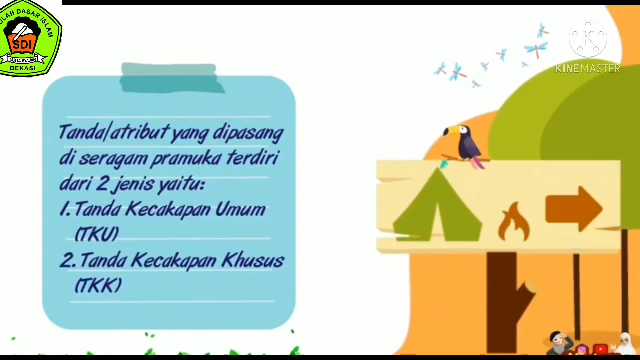 SDI
BEKASI
KINEMASTER
Tanda/atribut yang dipasang
di seragam pramuka terdiri
dari 2 jenis yaitu:
1. Tanda Kecakapan Umum
(TKU)
2. Tanda Kecakapan Khusus
(TKK)